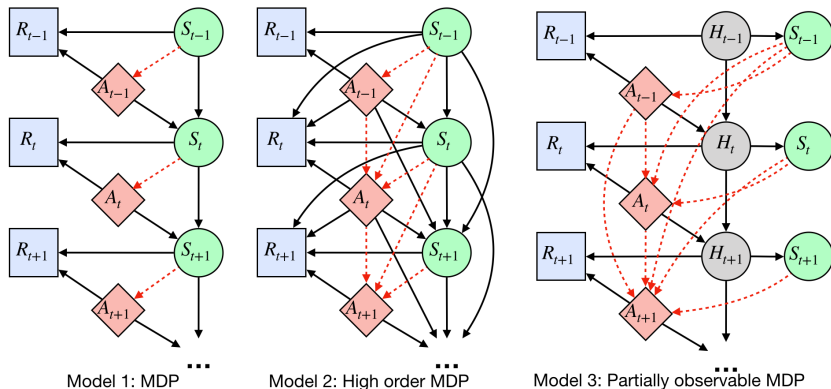 R_{t-1} S_{t-1}
A_{t-1}
R_t S_t
A_t
R_{t+1} S_{t+1}
A_{t+1}
...
Model 1: MDP
R_{t-1} S_{t-1}
A_{t-1}
R_t S_t
A_t
R_{t+1} S_{t+1}
A_{t+1}
...
Model 2: High order MDP
R_{t-1} H_{t-1} S_{t-1}
A_{t-1}
R_t H_t S_t
A_t
R_{t+1} H_{t+1} S_{t+1}
A_{t+1}
...
Model 3: Partially observable MDP